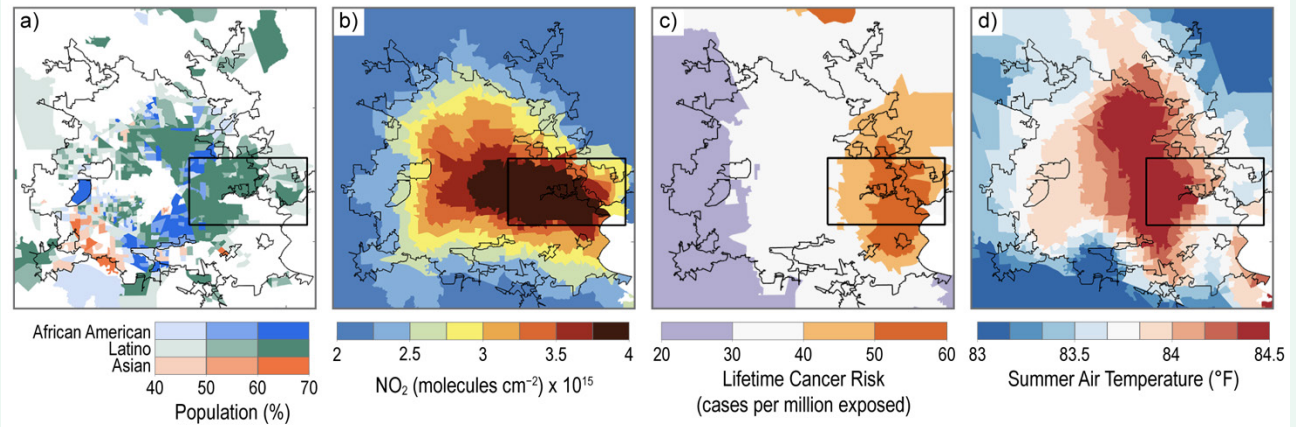 a)
b)
c)
d)
African American
Latino
Asian
40 50 60 70
Population (%)
2 2.5 3 3.5 4
NO₂ (molecules cm⁻²) x 10¹⁵
20 30 40 50 60
Lifetime Cancer Risk
(cases per million exposed)
83 83.5 84 84.5
Summer Air Temperature (°F)